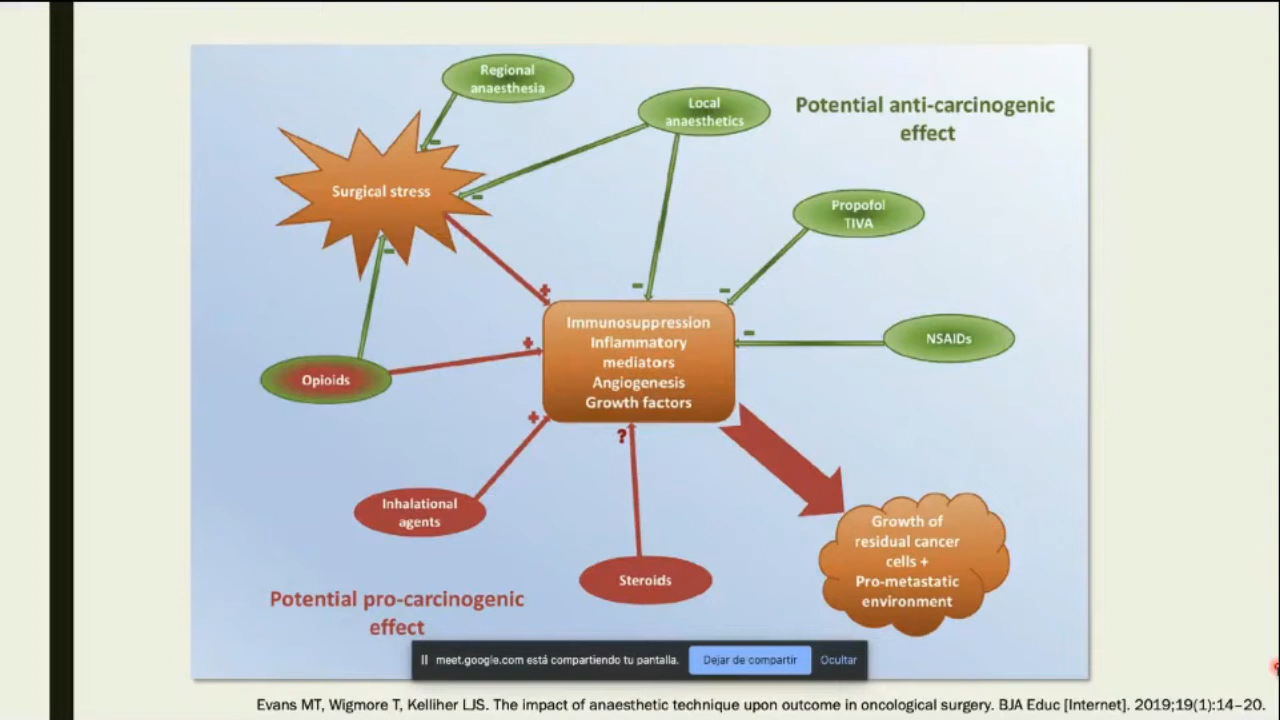 Regional
anaesthesia
Local
anaesthetics
Potential anti-carcinogenic
effect
-
Surgical stress
-
Propofol
TIVA
-
+
-
-
Immunosuppression
Inflammatory
mediators
Angiogenesis
Growth factors
-
NSAIDs
+
Opioids
+
?
Inhalational
agents
Growth of
residual cancer
cells +
Pro-metastatic
environment
Steroids
Potential pro-carcinogenic
effect
meet.google.com está compartiendo tu pantalla. Dejar de compartir Ocultar
Evans MT, Wigmore T, Kelliher LJS. The impact of anaesthetic technique upon outcome in oncological surgery. BJA Educ [Internet]. 2019;19(1):14–20.